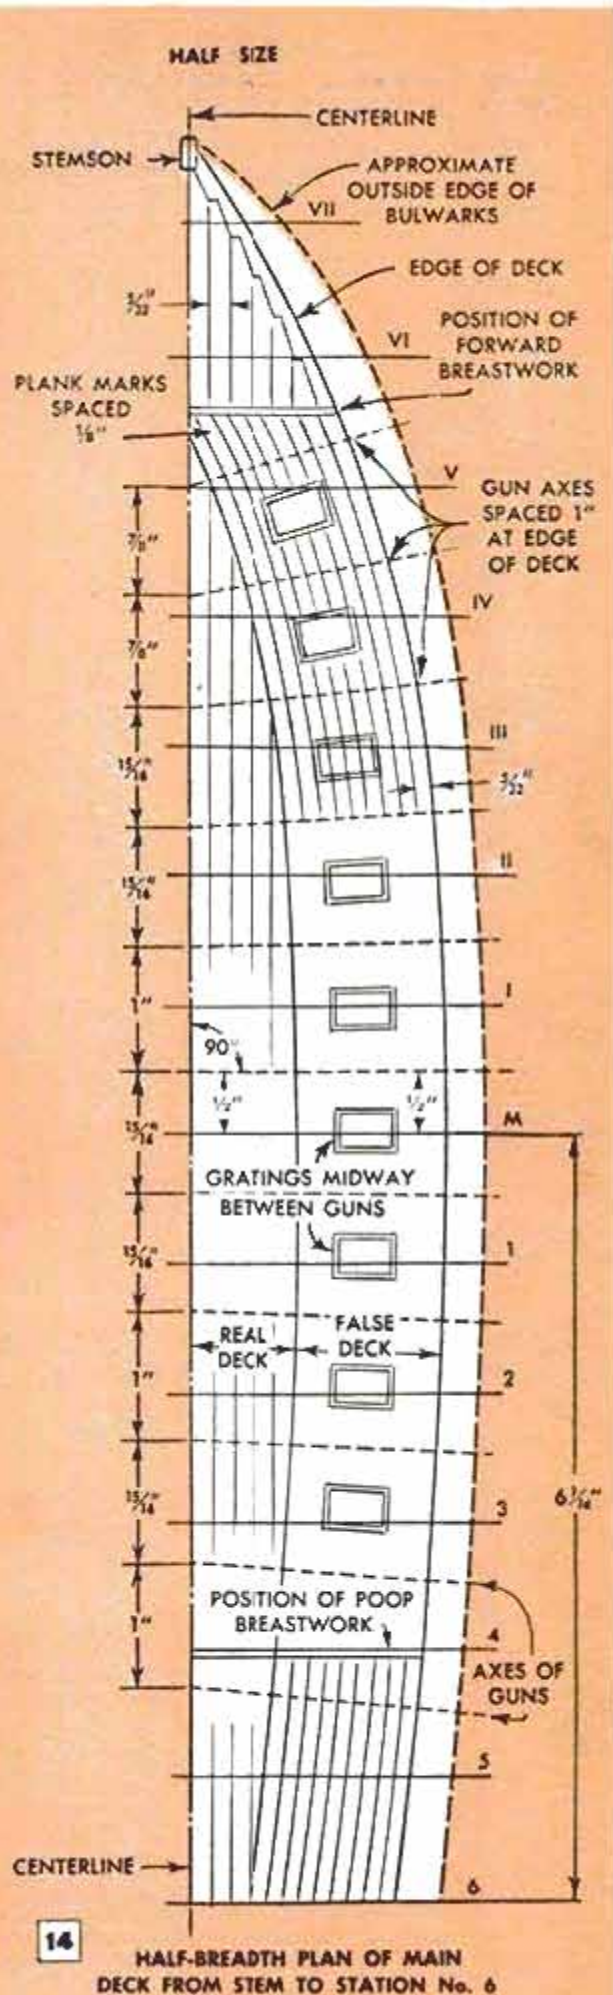 HALF SIZE
CENTERLINE
STEMSON
APPROXIMATE
OUTSIDE EDGE OF
BULWARKS
VII
EDGE OF DECK
5/32"
POSITION OF
FORWARD
BREASTWORK
VI
PLANK MARKS
SPACED
1/8"
V
GUN AXES
SPACED 1"
AT EDGE
OF DECK
7/8"
IV
7/8"
III
15/16"
5/32"
II
15/16"
I
1"
90°
1/2"
1/2"
M
15/16"
GRATINGS MIDWAY
BETWEEN GUNS
1
15/16"
REAL
DECK
FALSE
DECK
1"
2
15/16"
3
POSITION OF POOP
BREASTWORK
1"
4
AXES OF
GUNS
5
CENTERLINE
6
14
HALF-BREADTH PLAN OF MAIN
DECK FROM STEM TO STATION No. 6